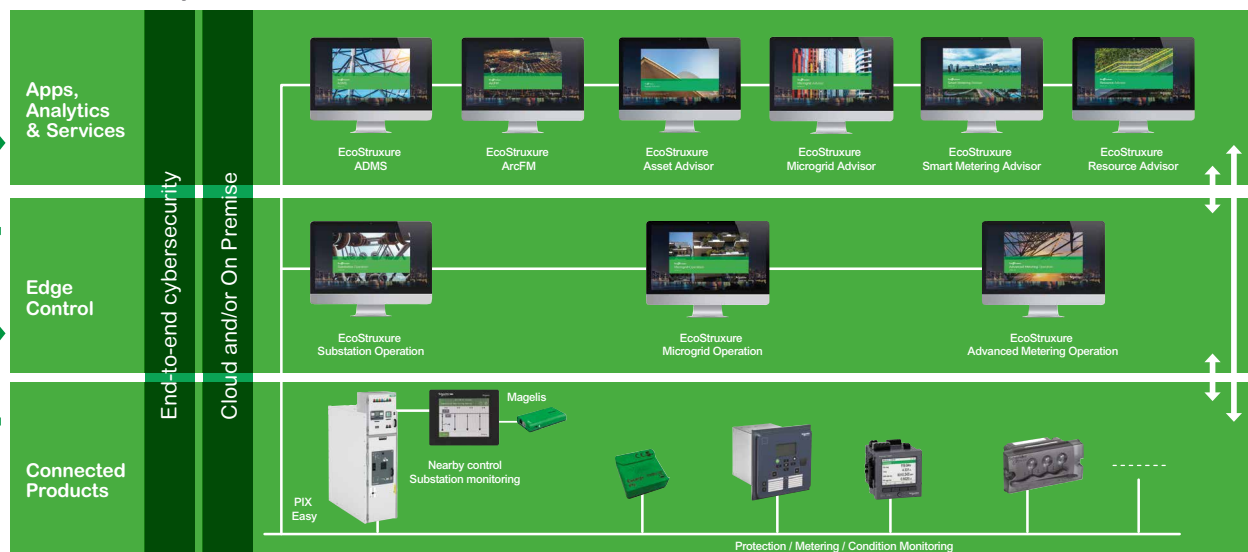 Apps,
Analytics
& Services
End-to-end cybersecurity
Cloud and/or On Premise
EcoStruxure
ADMS
EcoStruxure
ArcFM
EcoStruxure
Asset Advisor
EcoStruxure
Microgrid Advisor
EcoStruxure
Smart Metering Advisor
EcoStruxure
Resource Advisor
Edge
Control
EcoStruxure
Substation Operation
EcoStruxure
Microgrid Operation
EcoStruxure
Advanced Metering Operation
Connected
Products
Magelis
Nearby control
Substation monitoring
PIX
Easy
Protection / Metering / Condition Monitoring